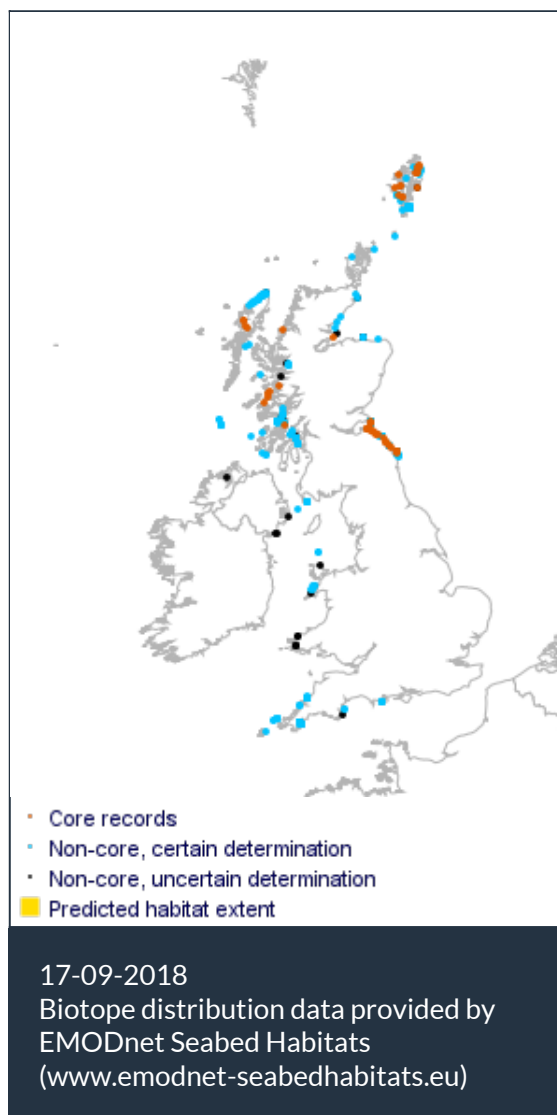 Core records
Non-core, certain determination
Non-core, uncertain determination
Predicted habitat extent
17-09-2018
Biotope distribution data provided by
EMODnet Seabed Habitats
(www.emodnet-seabedhabitats.eu)